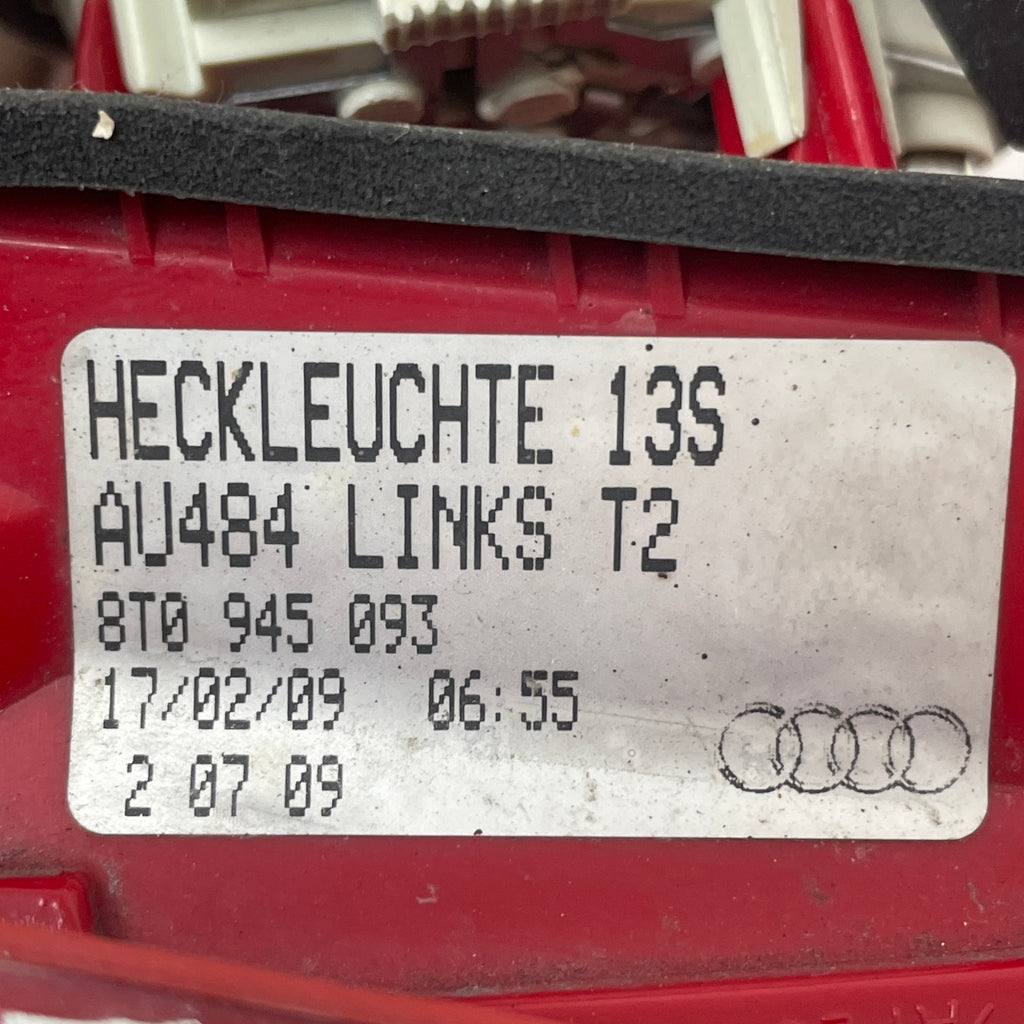 HECKLEUCHTE 13S
AU484 LINKS T2
8T0 945 093
17/02/09 06:55
2 07 09